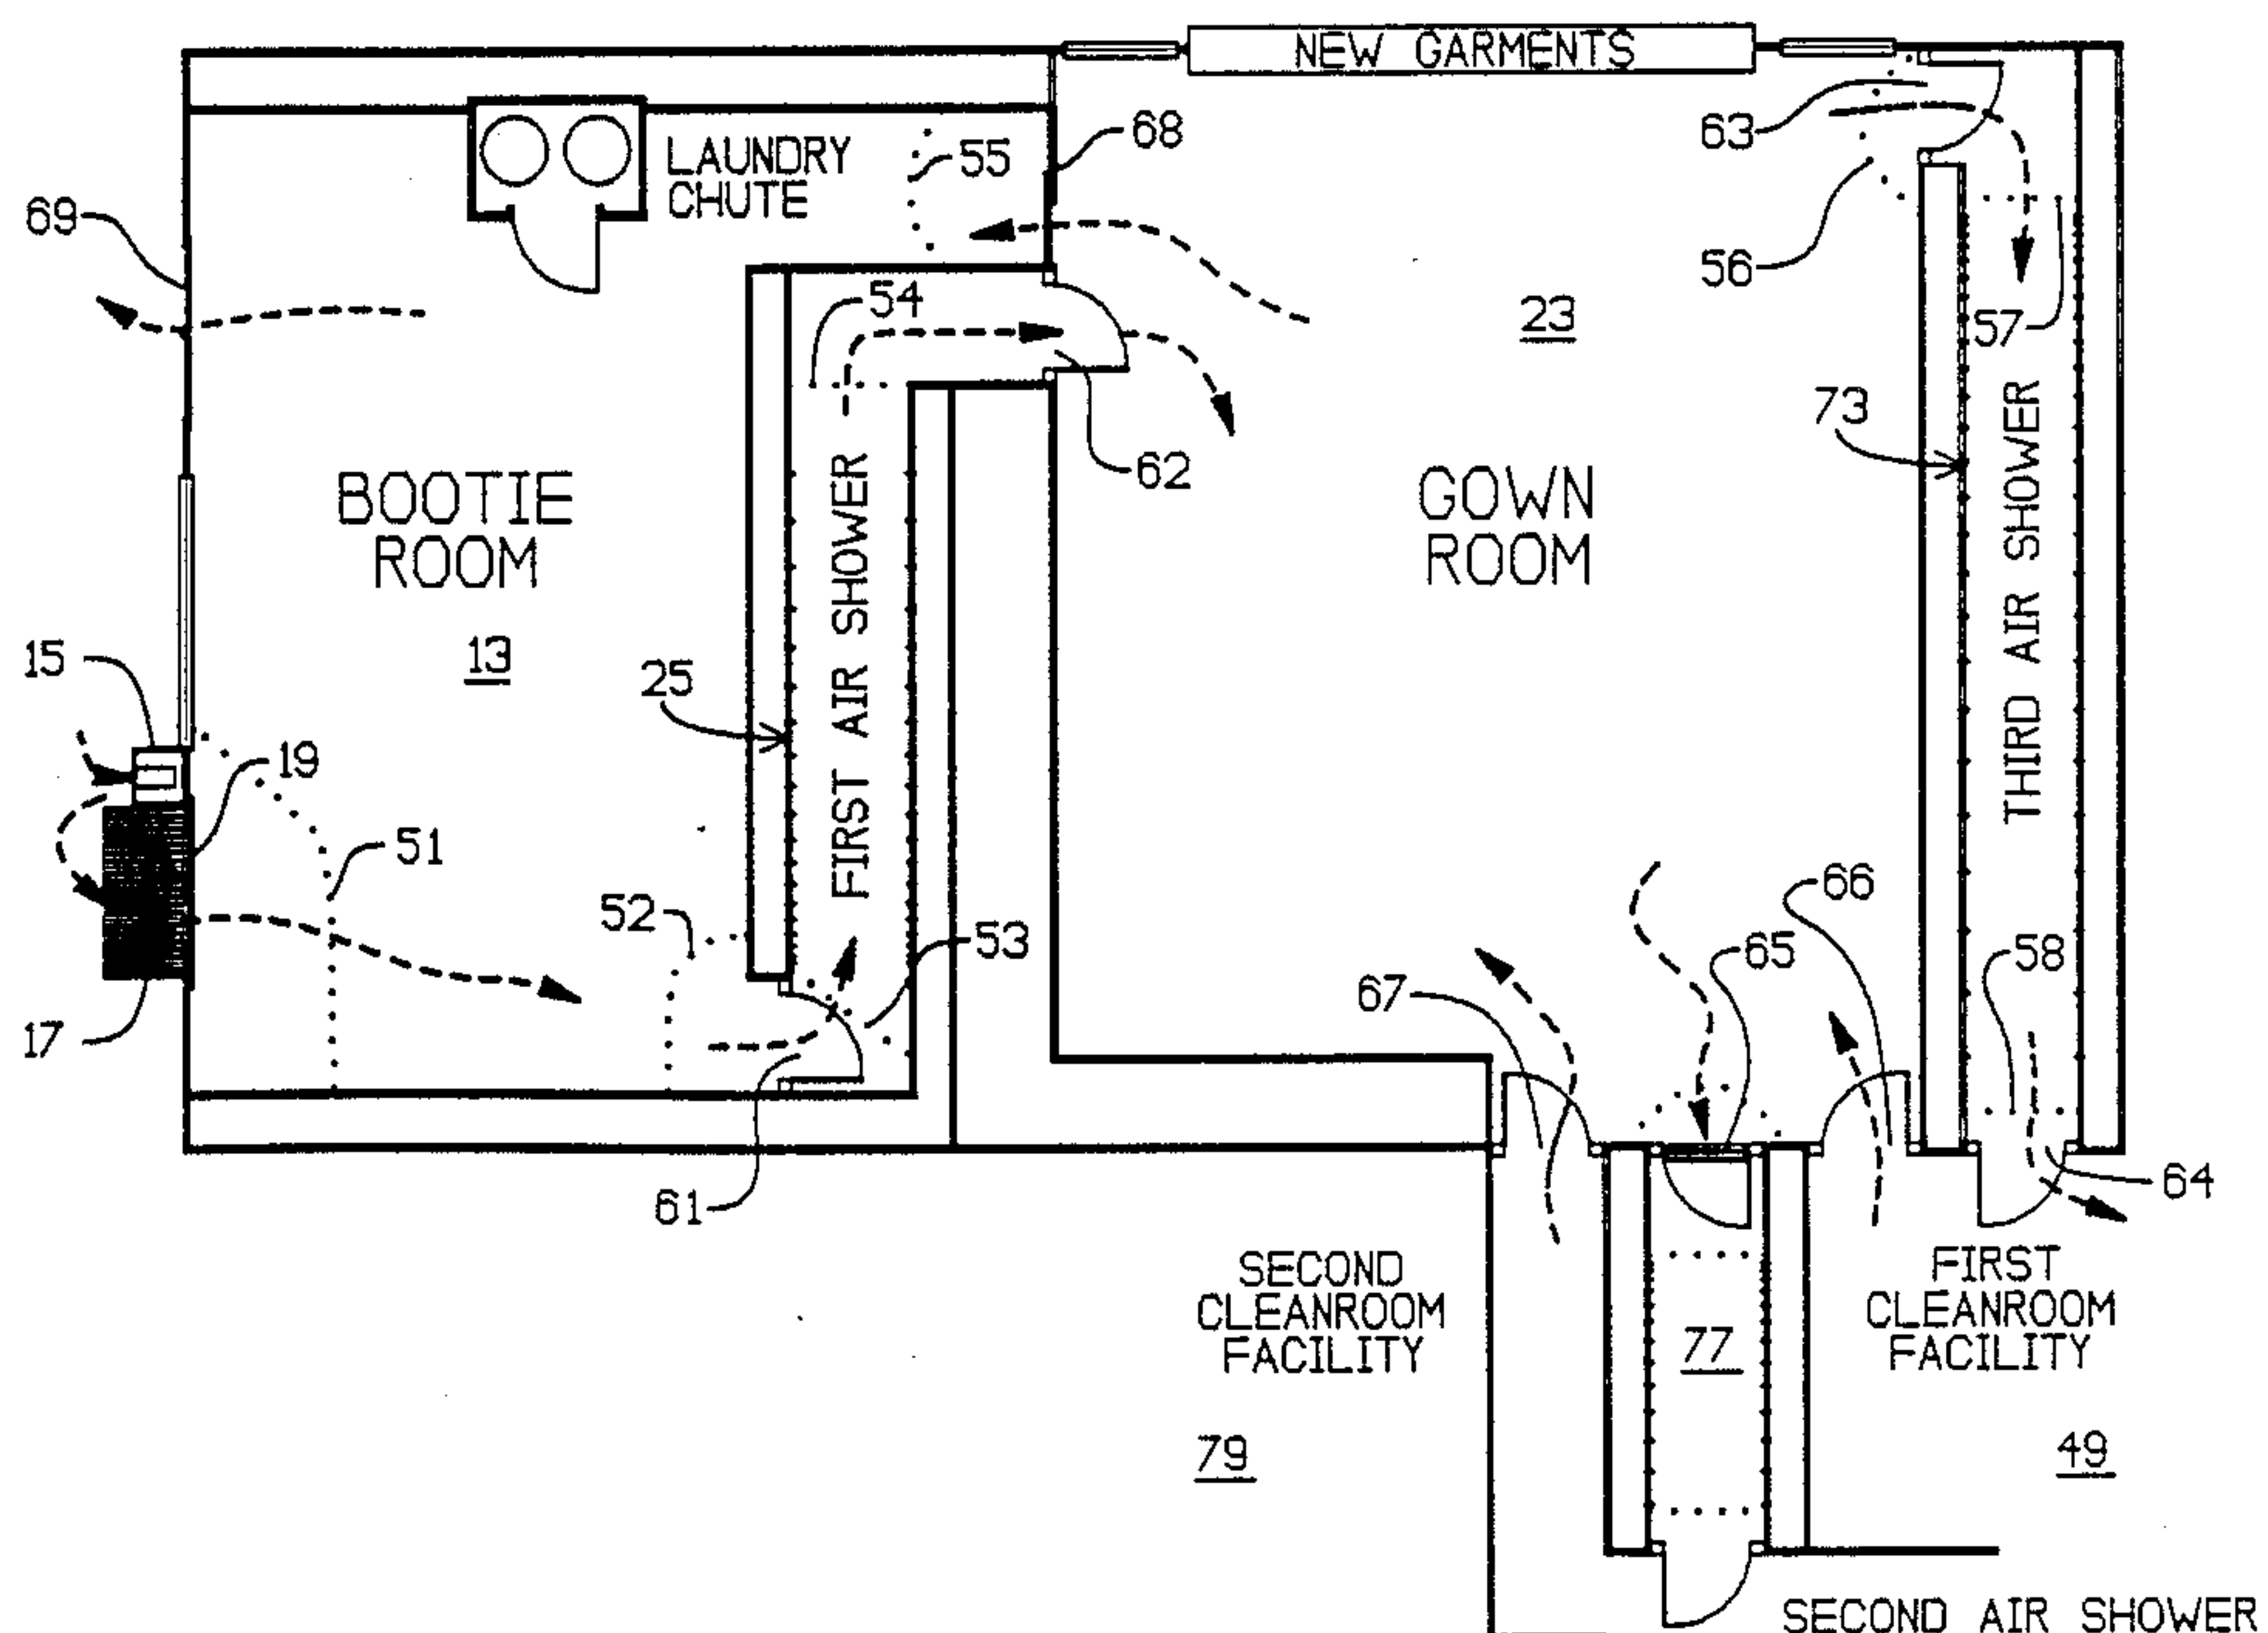 NEW GARMENTS
68
63
LAUNDRY
CHUTE
55
69
56
54
23
57
62
73
BOOTIE
ROOM
GOWN
ROOM
FIRST AIR SHOWER
THIRD AIR SHOWER
15
13
25
19
51
52
53
66
65
58
67
17
61
64
SECOND
CLEANROOM
FACILITY
FIRST
CLEANROOM
FACILITY
77
79
49
SECOND AIR SHOWER